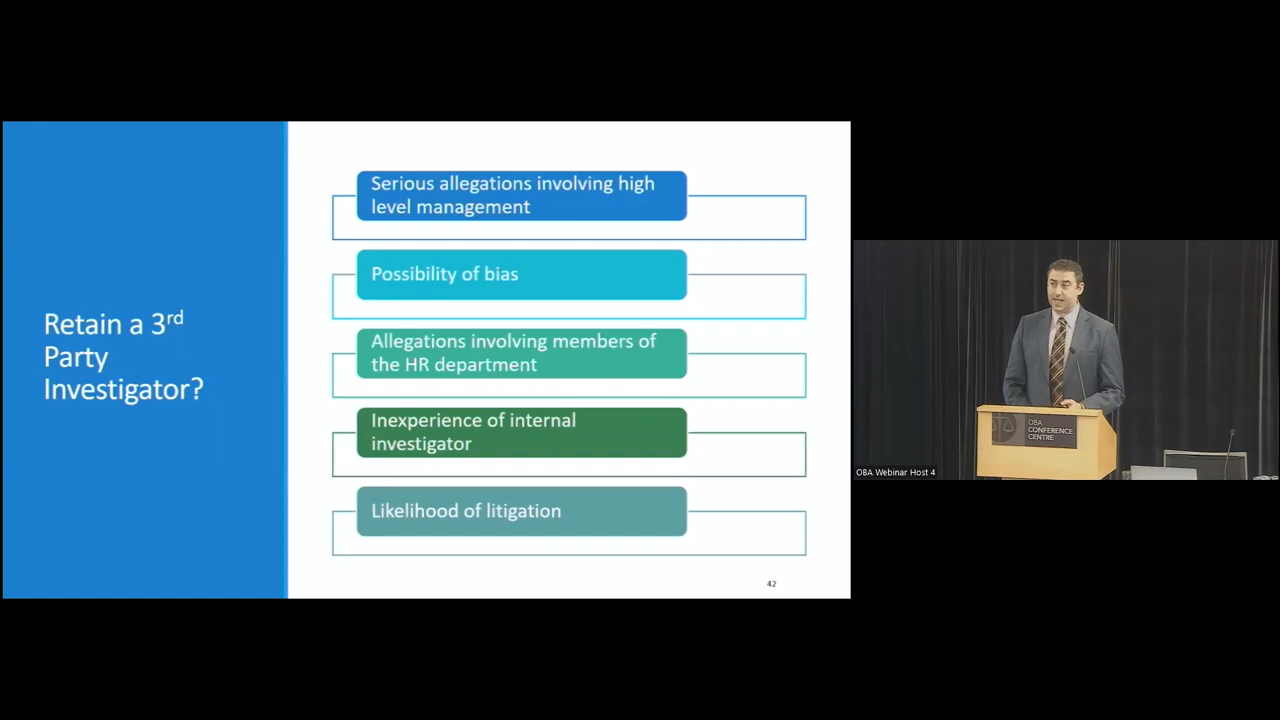 Retain a 3rd
Party
Investigator?
Serious allegations involving high
level management
Possibility of bias
Allegations involving members of
the HR department
Inexperience of internal
investigator
Likelihood of litigation
42
OBA
CONFERENCE
CENTRE
OBA Webinar Host 4